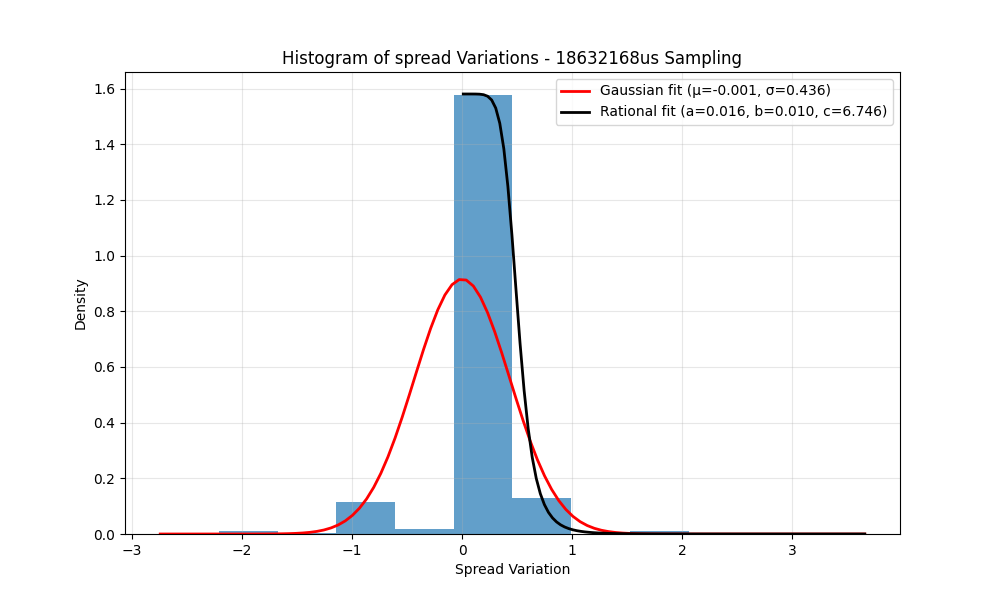 Histogram of spread Variations - 18632168us Sampling
Gaussian fit (μ=-0.001, σ=0.436)
Rational fit (a=0.016, b=0.010, c=6.746)
Density
1.6
1.4
1.2
1.0
0.8
0.6
0.4
0.2
0.0
−3 −2 −1 0 1 2 3
Spread Variation